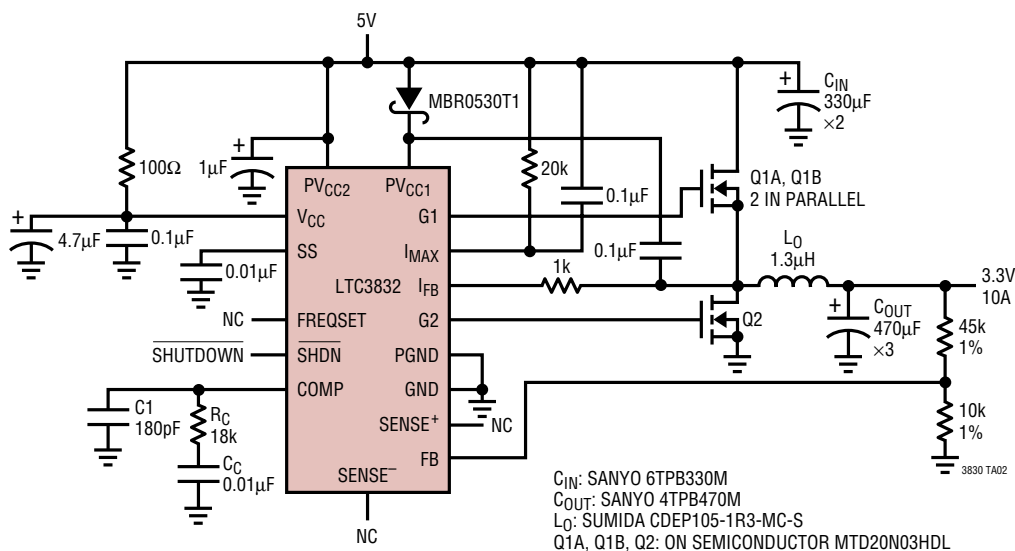 5V
MBR0530T1
+
CIN
330µF
×2
100Ω
+
1µF
20k
0.1µF
Q1A, Q1B
2 IN PARALLEL
PVCC2
PVCC1
VCC
G1
+
4.7µF
0.1µF
SS
IMAX
0.1µF
LO
1.3µH
0.01µF
LTC3832
IFB
1k
3.3V
10A
NC
FREQSET
G2
Q2
+
COUT
470µF
×3
45k
1%
SHUTDOWN
SHDN
PGND
COMP
GND
C1
180pF
RC
18k
SENSE+
NC
10k
1%
CC
0.01µF
FB
SENSE–
NC
3830 TA02
CIN: SANYO 6TPB330M
COUT: SANYO 4TPB470M
LO: SUMIDA CDEP105-1R3-MC-S
Q1A, Q1B, Q2: ON SEMICONDUCTOR MTD20N03HDL